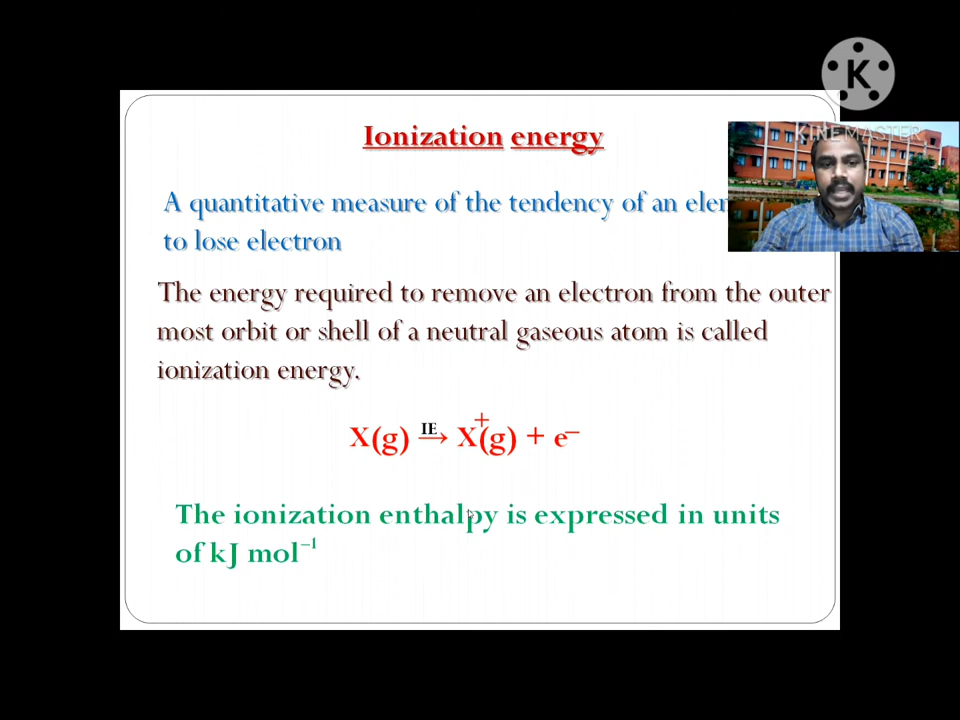 K
KINEMASTER
Ionization energy
A quantitative measure of the tendency of an
to lose electron
The energy required to remove an electron from the outer
most orbit or shell of a neutral gaseous atom is called
ionization energy.
X(g) IE → X⁺(g) + e⁻
The ionization enthalpy is expressed in units
of kJ mol⁻¹